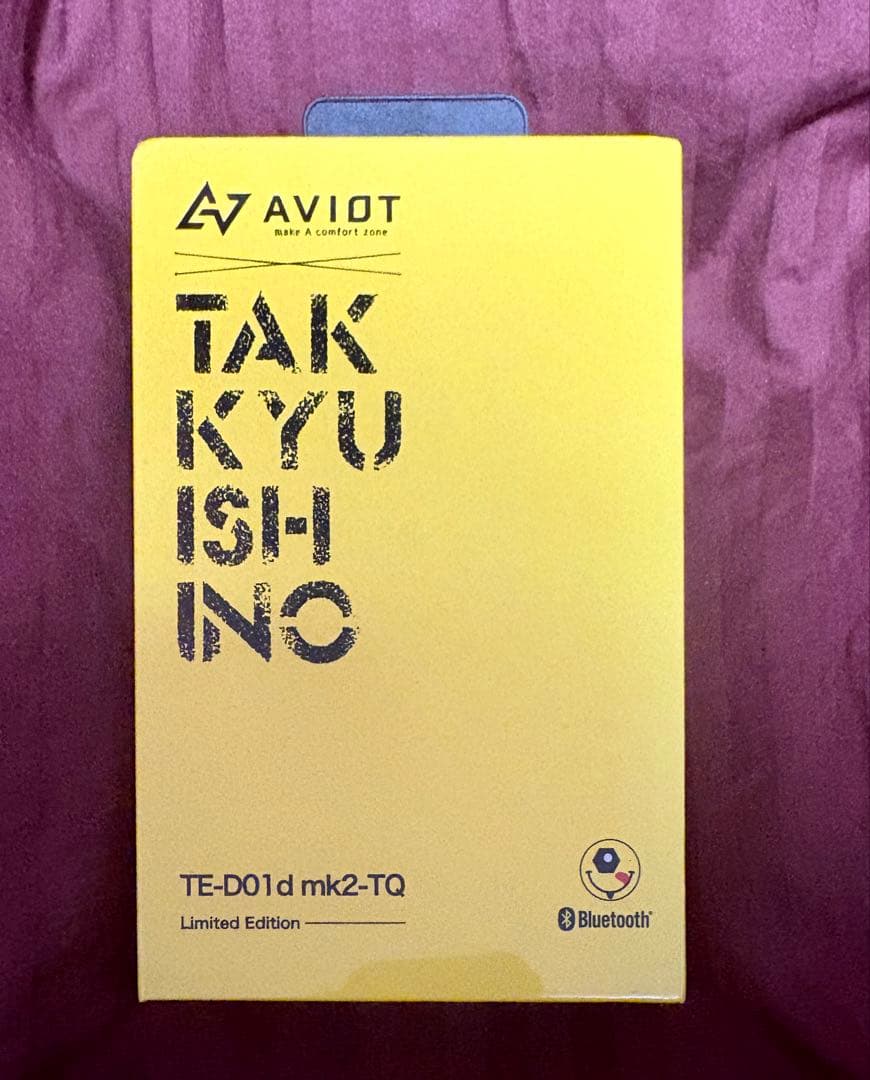 AVIOT
make A comfort zone
TAK
KYU
ISH
INO
TE-D01d mk2-TQ
Limited Edition
Bluetooth®